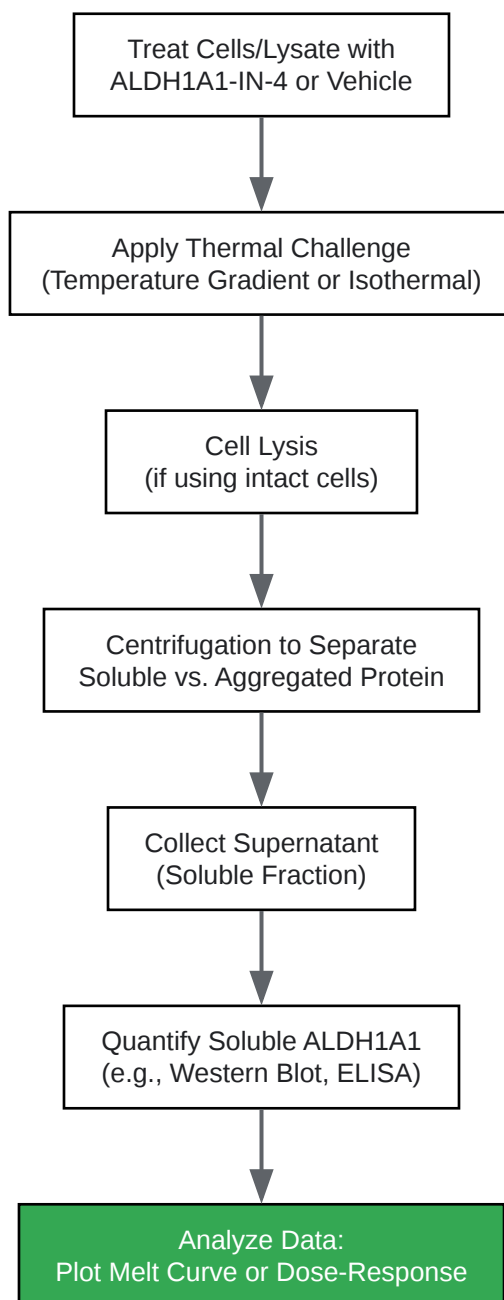 Treat Cells/Lysate with
ALDH1A1-IN-4 or Vehicle
Apply Thermal Challenge
(Temperature Gradient or Isothermal)
Cell Lysis
(if using intact cells)
Centrifugation to Separate
Soluble vs. Aggregated Protein
Collect Supernatant
(Soluble Fraction)
Quantify Soluble ALDH1A1
(e.g., Western Blot, ELISA)
Analyze Data:
Plot Melt Curve or Dose-Response